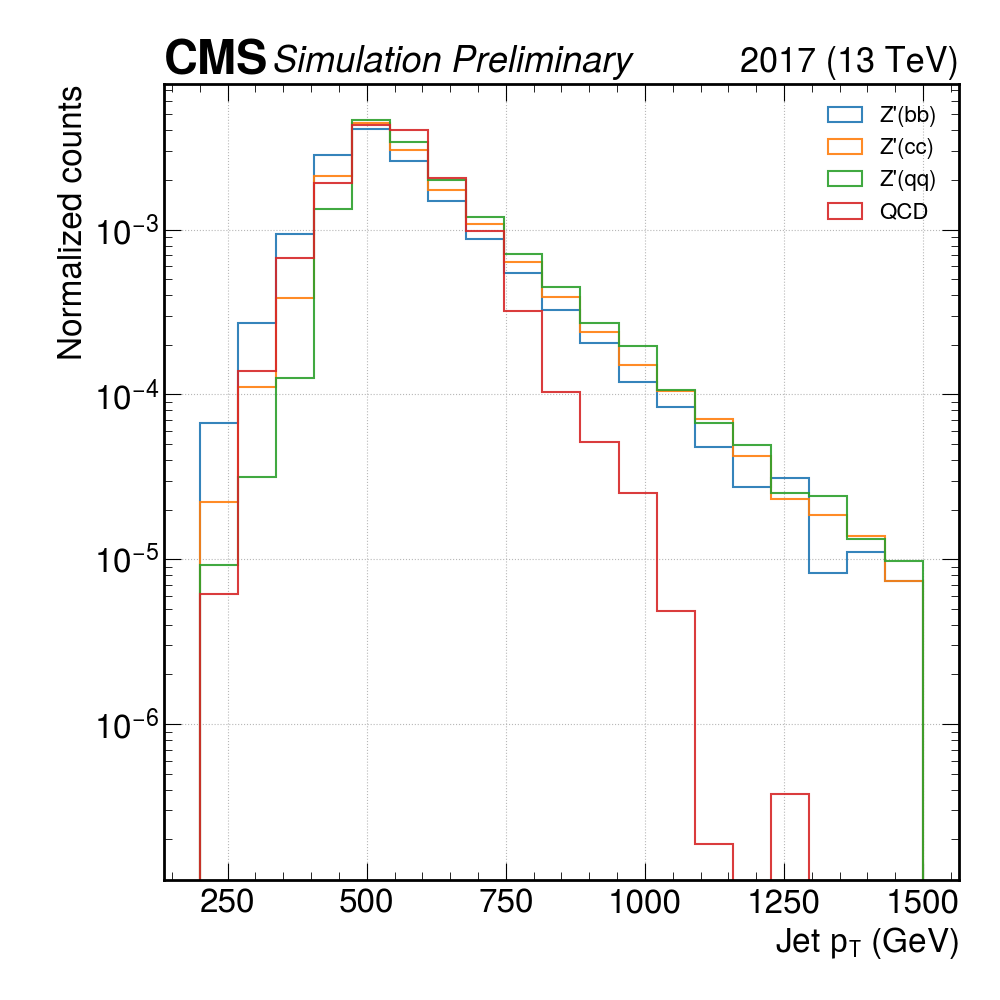 CMS Simulation Preliminary 2017 (13 TeV)
Normalized counts
Z'(bb)
Z'(cc)
Z'(qq)
QCD
10⁻³
10⁻⁴
10⁻⁵
10⁻⁶
250 500 750 1000 1250 1500
Jet p_T (GeV)